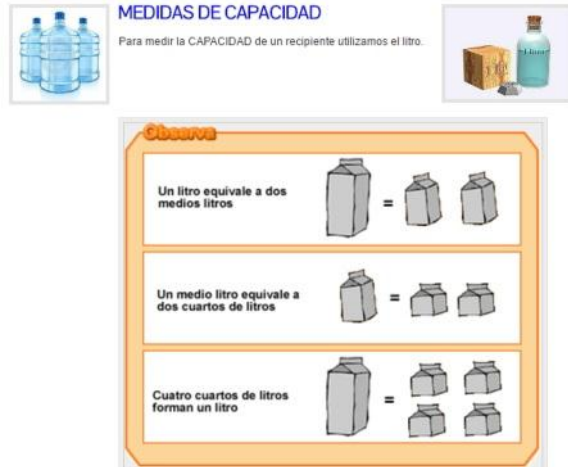 MEDIDAS DE CAPACIDAD
Para medir la CAPACIDAD de un recipiente utilizamos el litro.
Observa
Un litro equivale a dos
medios litros
=
Un medio litro equivale a
dos cuartos de litros
=
Cuatro cuartos de litros
forman un litro
=